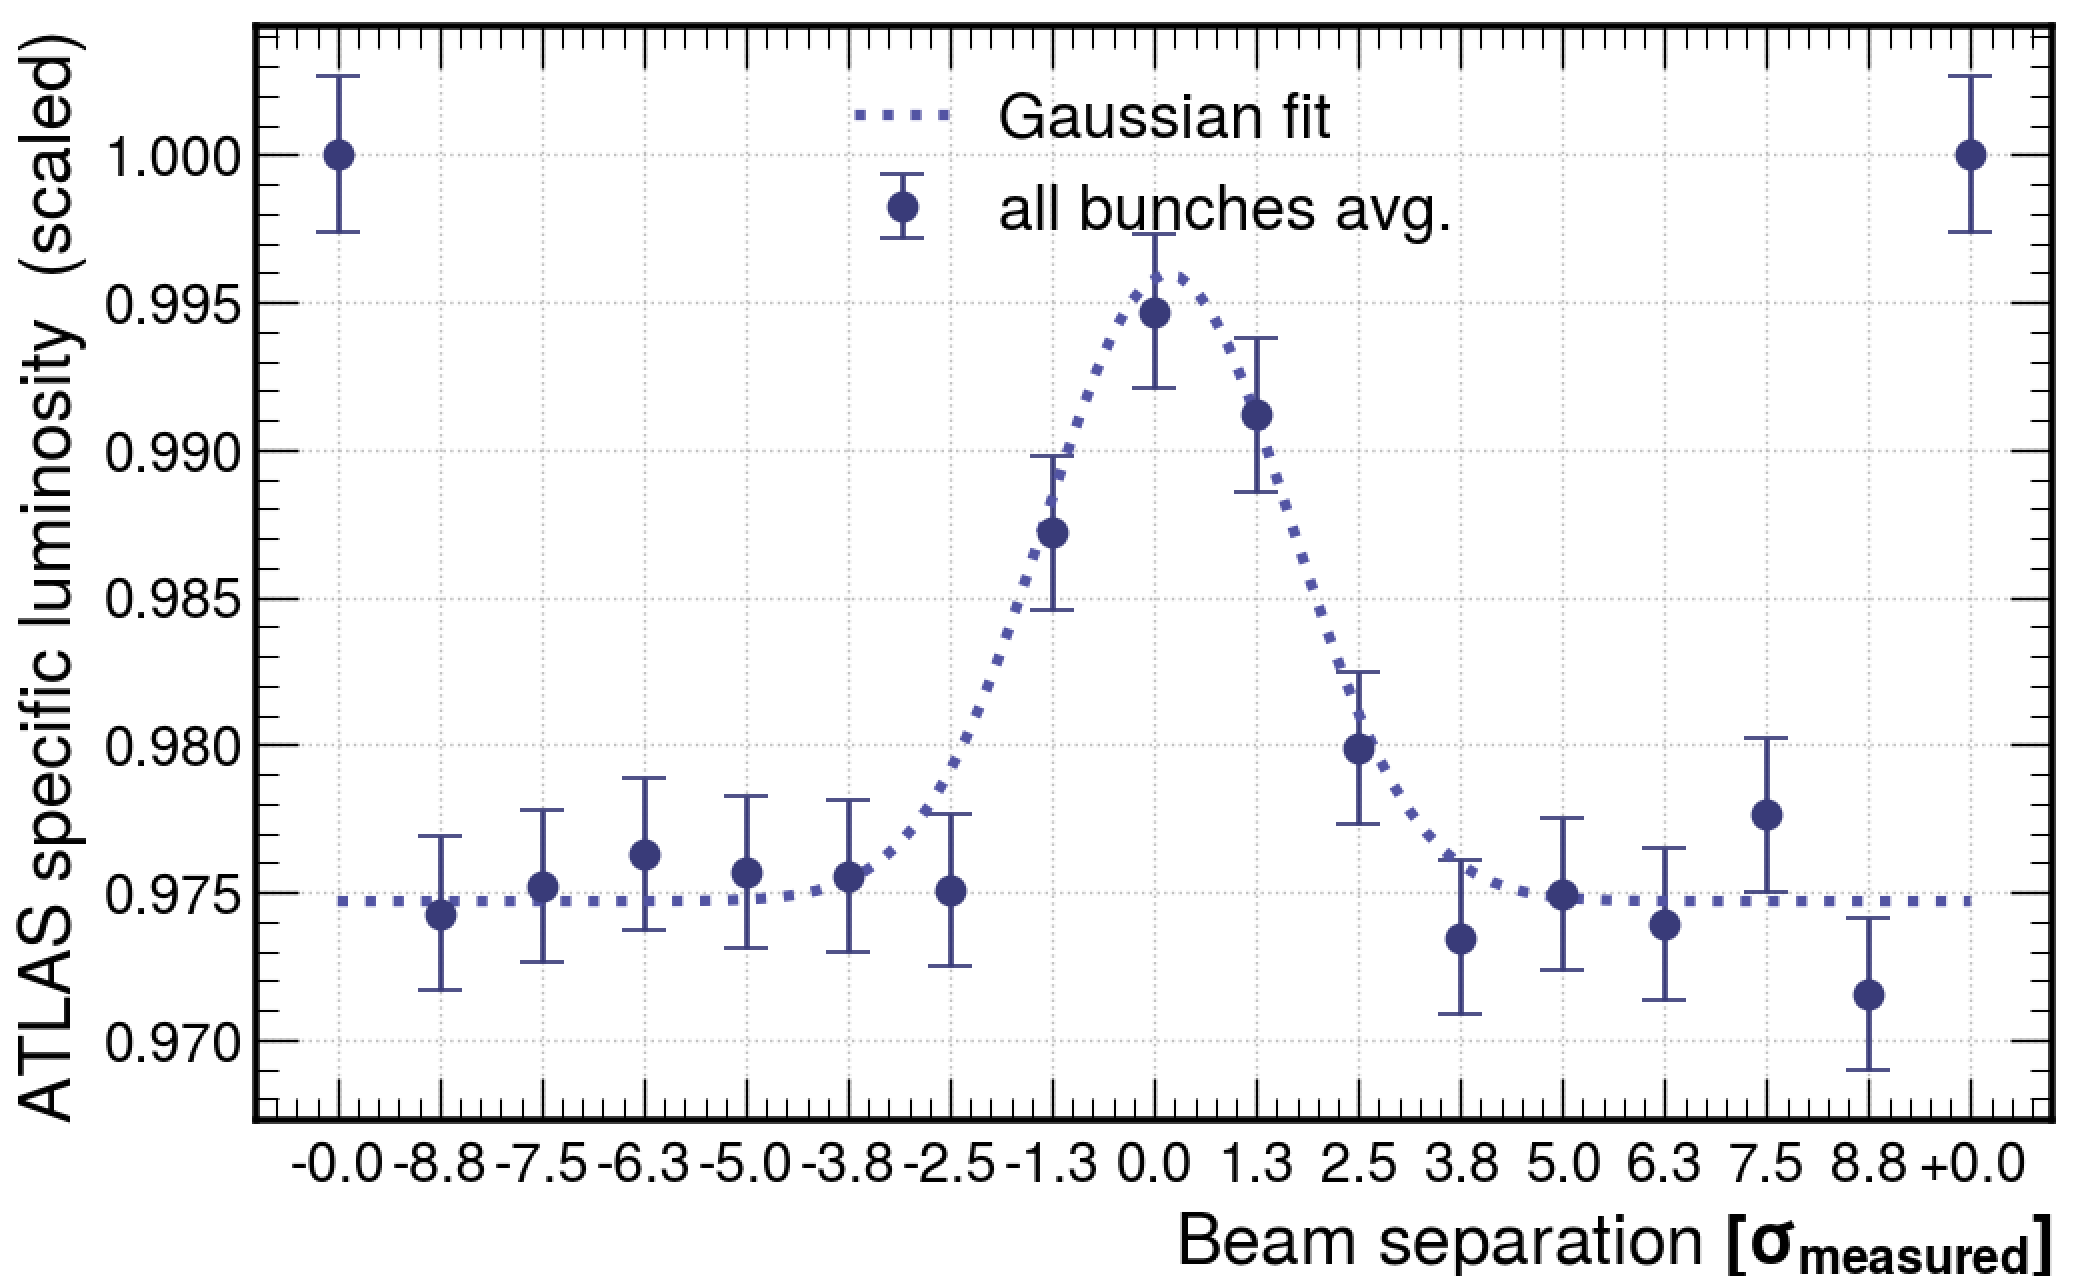 ATLAS specific luminosity (scaled)
1.000
0.995
0.990
0.985
0.980
0.975
0.970
Gaussian fit
all bunches avg.
-0.0 -8.8 -7.5 -6.3 -5.0 -3.8 -2.5 -1.3 0.0 1.3 2.5 3.8 5.0 6.3 7.5 8.8 +0.0
Beam separation [σmeasured]